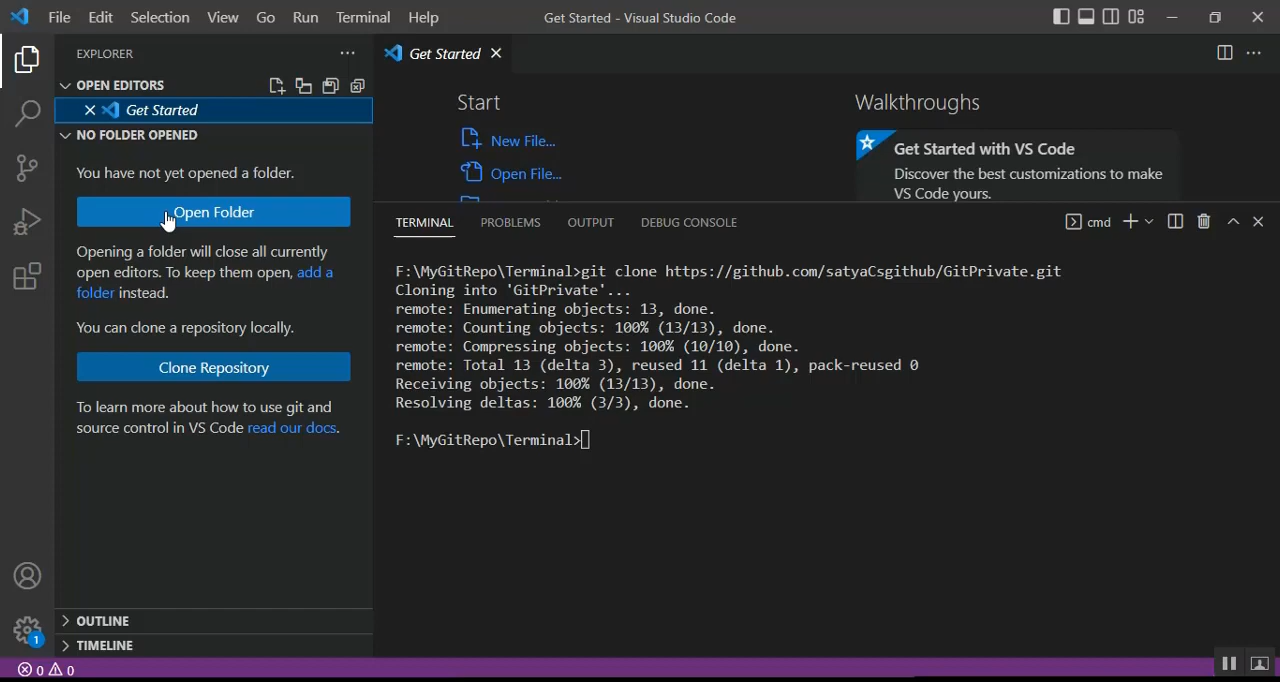 File Edit Selection View Go Run Terminal Help
Get Started - Visual Studio Code
EXPLORER
OPEN EDITORS
Get Started
NO FOLDER OPENED
You have not yet opened a folder.
Open Folder
Opening a folder will close all currently
open editors. To keep them open, add a
folder instead.
You can clone a repository locally.
Clone Repository
To learn more about how to use git and
source control in VS Code read our docs.
OUTLINE
TIMELINE
Get Started
Start
New File...
Open File...
Walkthroughs
Get Started with VS Code
Discover the best customizations to make
VS Code yours.
TERMINAL PROBLEMS OUTPUT DEBUG CONSOLE
cmd
F:\MyGitRepo\Terminal>git clone https://github.com/satyaCsgithub/GitPrivate.git
Cloning into 'GitPrivate'...
remote: Enumerating objects: 13, done.
remote: Counting objects: 100% (13/13), done.
remote: Compressing objects: 100% (10/10), done.
remote: Total 13 (delta 3), reused 11 (delta 1), pack-reused 0
Receiving objects: 100% (13/13), done.
Resolving deltas: 100% (3/3), done.
F:\MyGitRepo\Terminal>
1
0 0